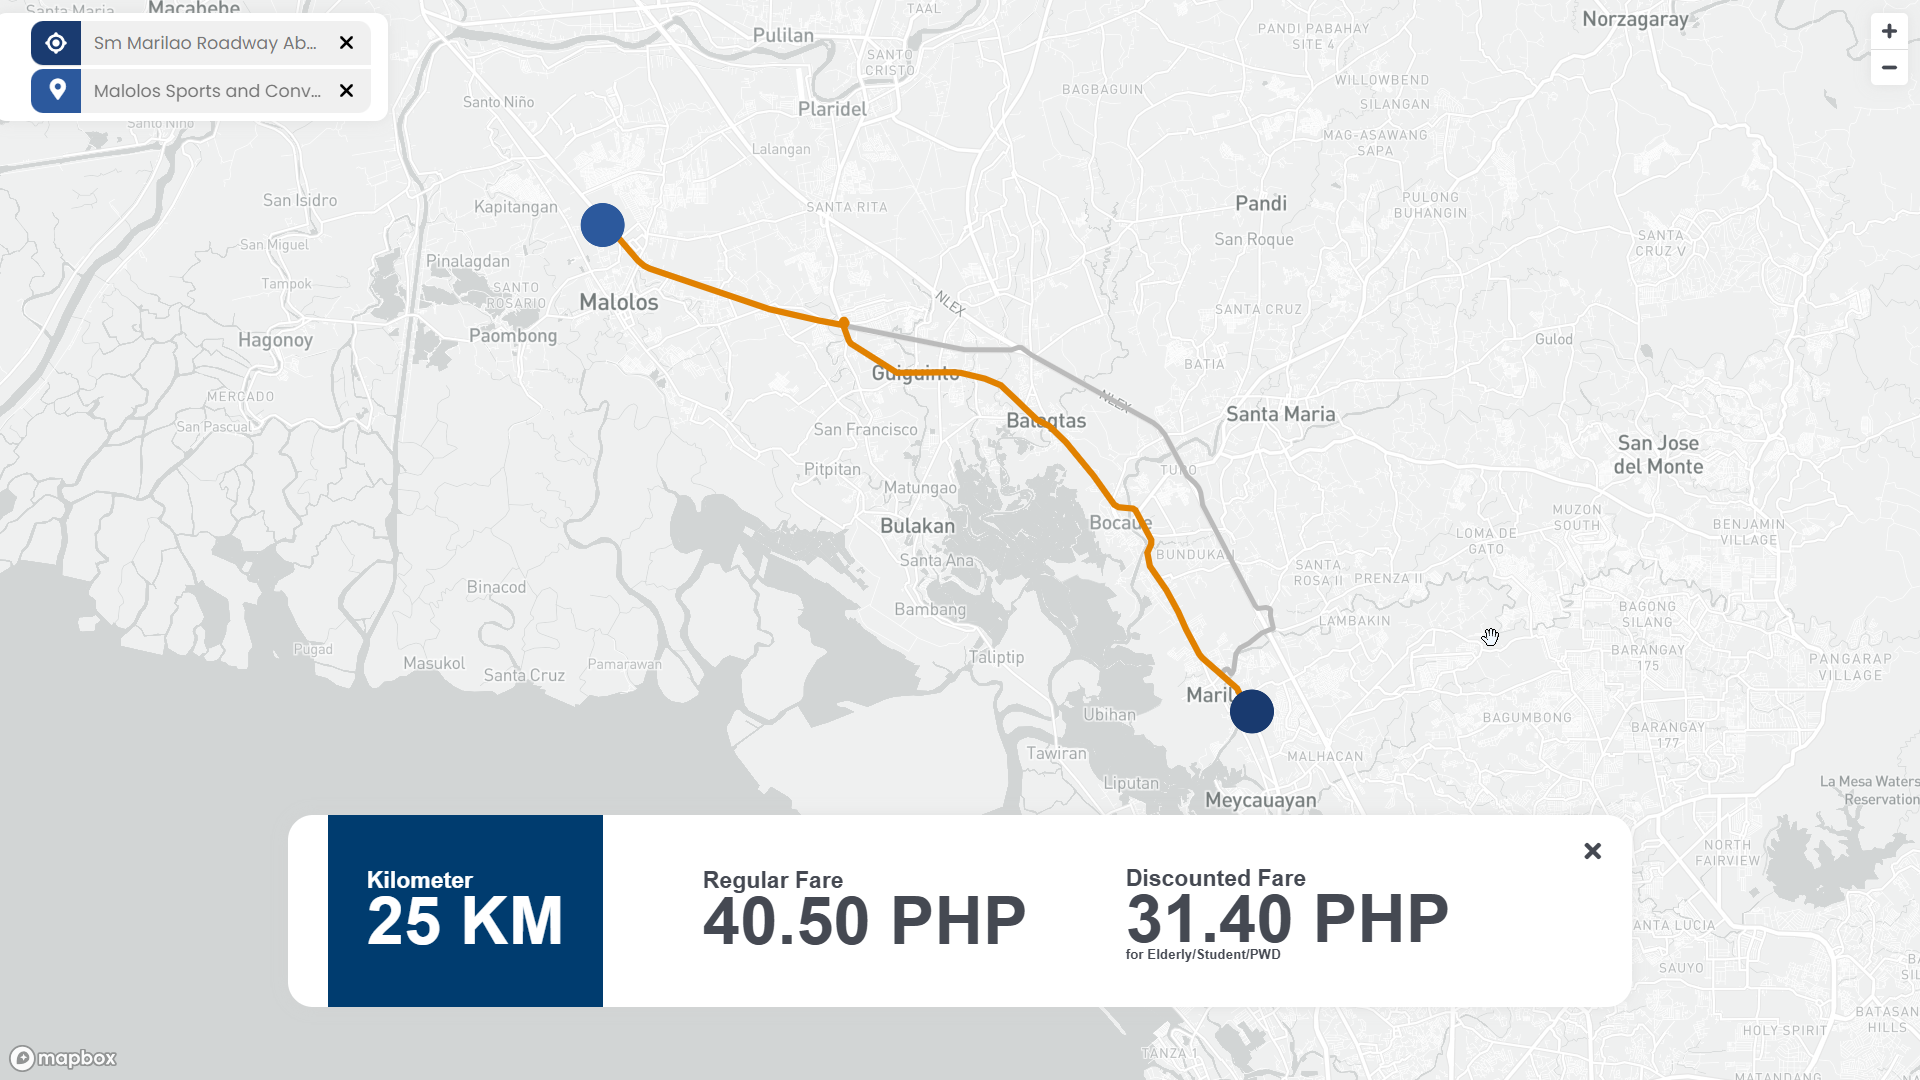 Santa Maria
Macabebe
TAAL
Norzagaray
Sm Marilao Roadway Ab...
Malolos Sports and Conv...
Pulilan
PANDI PABAHAY
SITE 4
SANTO
CRISTO
WILLOWBEND
BAGBAGUIN
SILANGAN
Santo Niño
Plaridel
Santo Niño
MAG-ASAWANG
SAPA
Lalangan
San Isidro
Kapitangan
SANTA RITA
Pandi
PULONG
BUHANGIN
San Miguel
San Roque
SANTA
CRUZ V
Pinalagdan
Tampok
SANTO
ROSARIO
Malolos
NLEX
SANTA CRUZ
Hagonoy
Paombong
Gulod
BATIA
Guiguinto
MERCADO
NLEX
Santa Maria
Balagtas
San Pascual
San Francisco
San Jose
del Monte
Pitpitan
TURO
Matungao
Bulakan
Bocaue
MUZON
SOUTH
BENJAMIN
VILLAGE
LOMA DE
GATO
Santa Ana
BUNDUKAN
SANTA
ROSA II
PRENZA II
Binacod
Bambang
BAGONG
SILANG
LAMBAKIN
Pugad
Masukol
Pamarawan
Taliptip
BARANGAY
175
PANGARAP
VILLAGE
Santa Cruz
Maril
Ubihan
BAGUMBONG
BARANGAY
177
Tawiran
MALHACAN
Liputan
La Mesa Waters
Reservation
Meycauayan
NORTH
FAIRVIEW
Kilometer
25 KM
Regular Fare
40.50 PHP
Discounted Fare
31.40 PHP
for Elderly/Student/PWD
SANTA LUCIA
SAUYO
BATASAN
HILLS
HOLY SPIRIT
TANZA 1
MATANDANG
mapbox